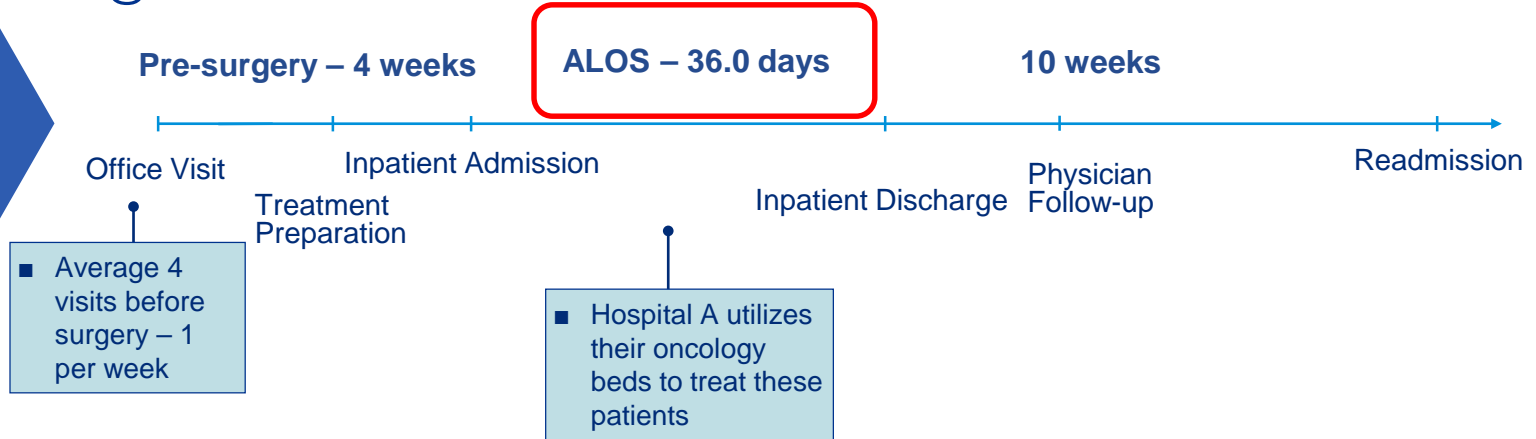 Pre-surgery – 4 weeks
ALOS – 36.0 days
10 weeks
Office Visit
Treatment
Preparation
Inpatient Admission
Inpatient Discharge
Physician
Follow-up
Readmission
■ Average 4
visits before
surgery – 1
per week
■ Hospital A utilizes
their oncology
beds to treat these
patients